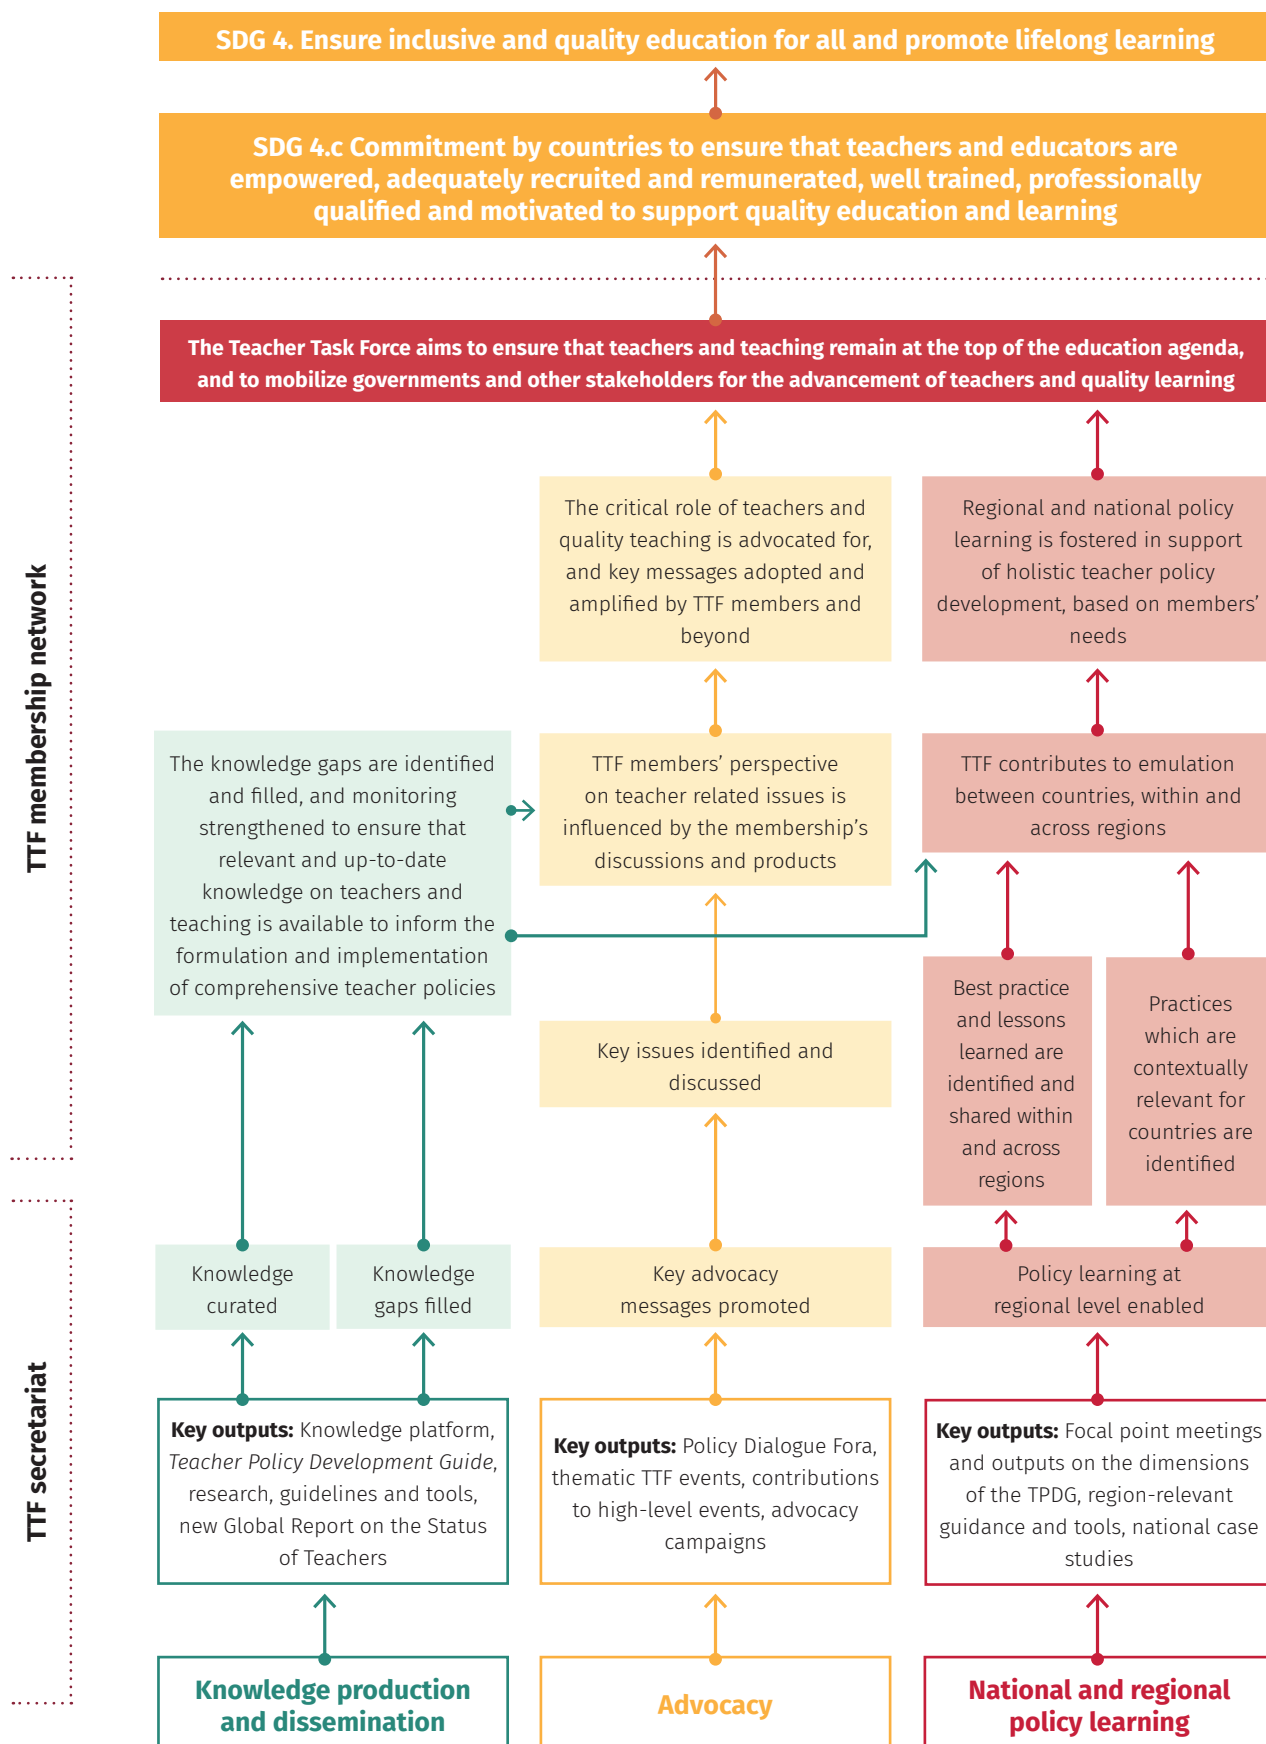 SDG 4. Ensure inclusive and quality education for all and promote lifelong learning
SDG 4.c Commitment by countries to ensure that teachers and educators are
empowered, adequately recruited and remunerated, well trained, professionally
qualified and motivated to support quality education and learning
TTF membership network
The Teacher Task Force aims to ensure that teachers and teaching remain at the top of the education agenda,
and to mobilize governments and other stakeholders for the advancement of teachers and quality learning
The critical role of teachers and
quality teaching is advocated for,
and key messages adopted and
amplified by TTF members and
beyond
Regional and national policy
learning is fostered in support
of holistic teacher policy
development, based on members’
needs
The knowledge gaps are identified
and filled, and monitoring
strengthened to ensure that
relevant and up-to-date
knowledge on teachers and
teaching is available to inform the
formulation and implementation
of comprehensive teacher policies
TTF members’ perspective
on teacher related issues is
influenced by the membership’s
discussions and products
TTF contributes to emulation
between countries, within and
across regions
Key issues identified and
discussed
Best practice
and lessons
learned are
identified and
shared within
and across
regions
Practices
which are
contextually
relevant for
countries are
identified
TTF secretariat
Knowledge
curated
Knowledge
gaps filled
Key advocacy
messages promoted
Policy learning at
regional level enabled
Key outputs: Knowledge platform,
Teacher Policy Development Guide,
research, guidelines and tools,
new Global Report on the Status
of Teachers
Key outputs: Policy Dialogue Fora,
thematic TTF events, contributions
to high-level events, advocacy
campaigns
Key outputs: Focal point meetings
and outputs on the dimensions
of the TPDG, region-relevant
guidance and tools, national case
studies
Knowledge production
and dissemination
Advocacy
National and regional
policy learning